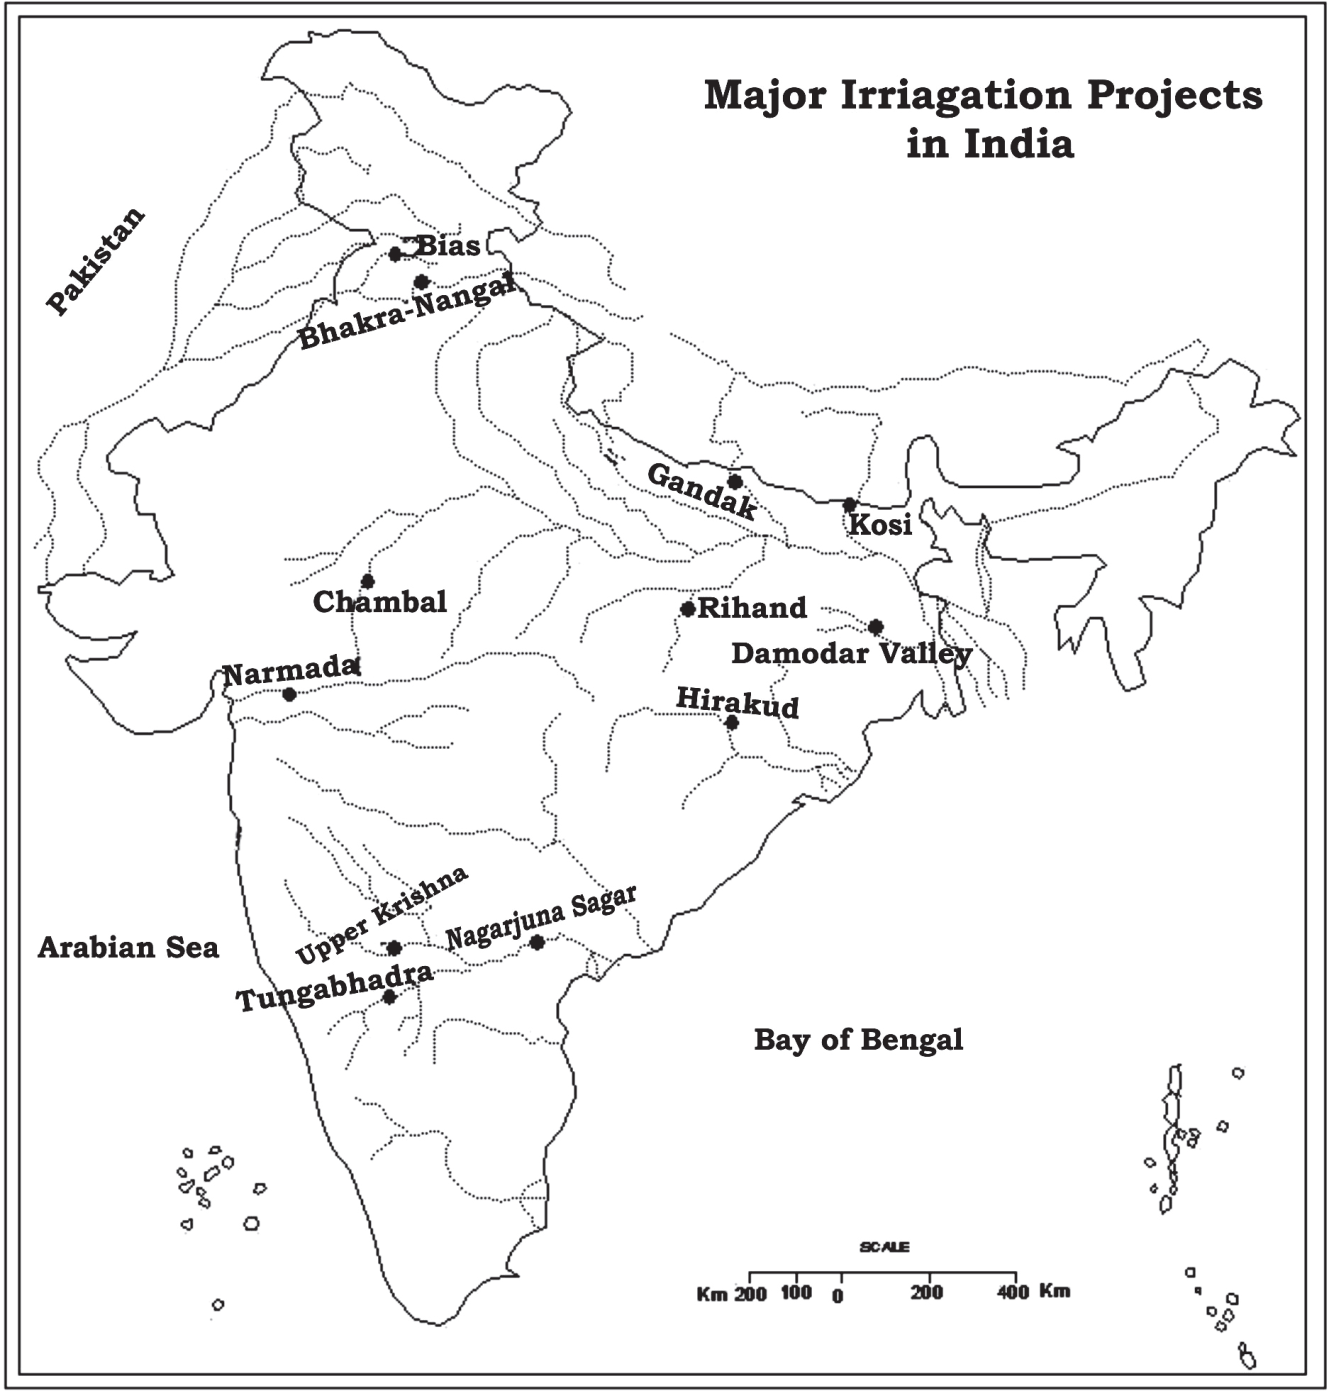 Major Irriagation Projects
in India
Pakistan
Bias
Bhakra-Nangal
Gandak
Kosi
Chambal
Rihand
Damodar Valley
Narmada
Hirakud
Upper Krishna
Nagarjuna Sagar
Arabian Sea
Tungabhadra
Bay of Bengal
SCALE
Km 200 100 0 200 400 Km